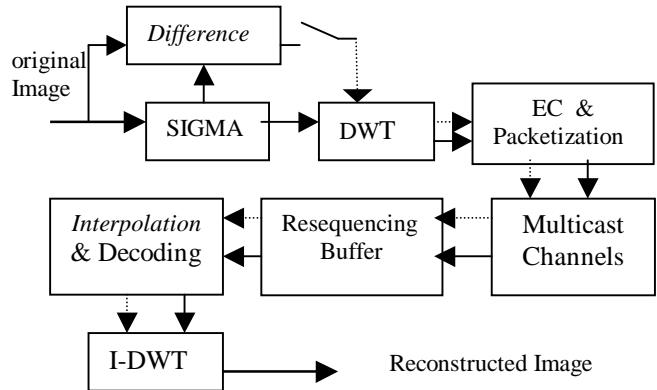 Difference
original
Image
SIGMA
DWT
EC &
Packetization
Interpolation
& Decoding
Resequencing
Buffer
Multicast
Channels
I-DWT
Reconstructed Image